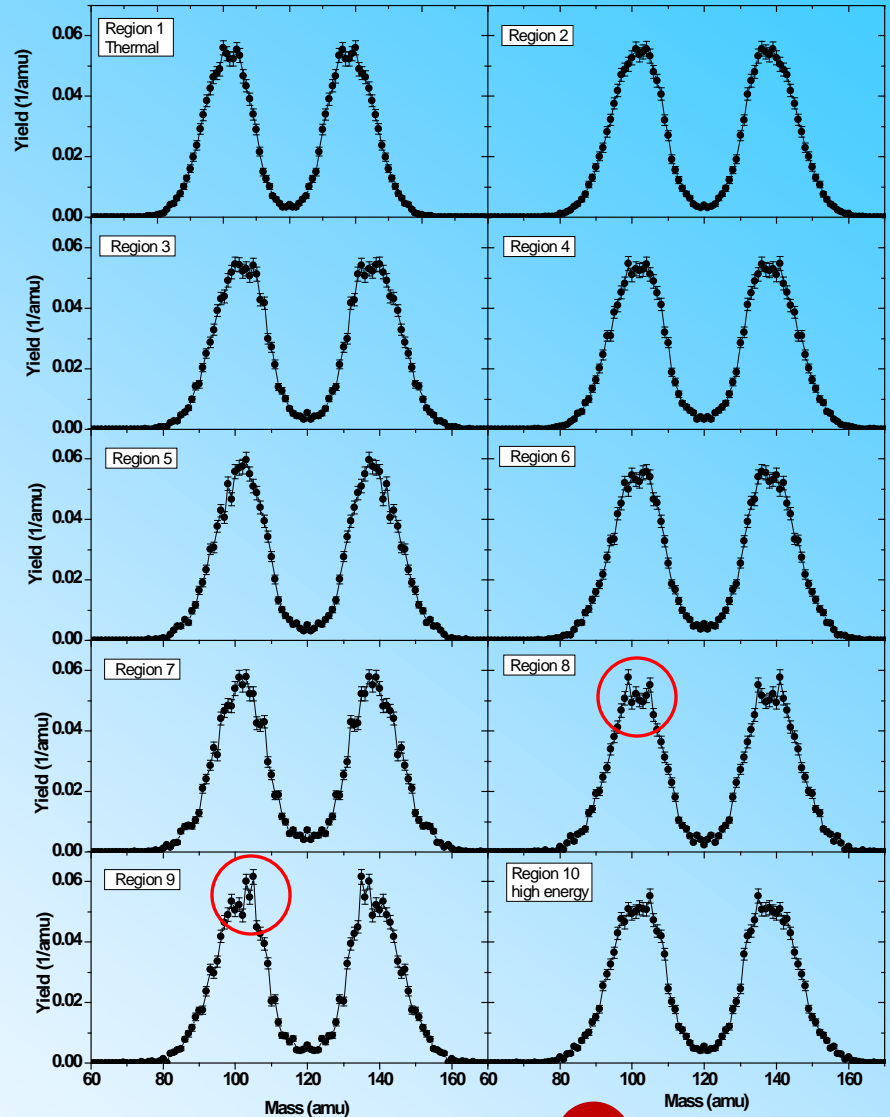 Region 1
Thermal
Region 2
Yield (1/amu)
0.06
0.04
0.02
0.00
Region 3
Region 4
Yield (1/amu)
0.06
0.04
0.02
0.00
Region 5
Region 6
Yield (1/amu)
0.06
0.04
0.02
0.00
Region 7
Region 8
Yield (1/amu)
0.06
0.04
0.02
0.00
Region 9
Region 10
high energy
Yield (1/amu)
0.06
0.04
0.02
0.00
60 80 100 120 140 160 60 80 100 120 140 160
Mass (amu) Mass (amu)